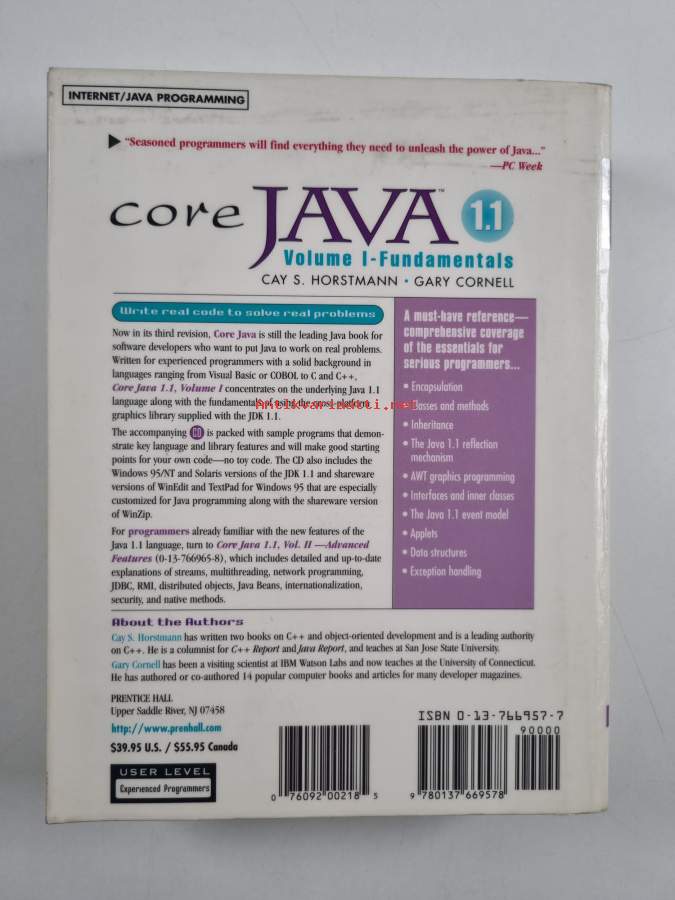 INTERNET/JAVA PROGRAMMING
"Seasoned programmers will find everything they need to unleash the power of Java..."
—PC Week
core JAVA™ 1.1
Volume I-Fundamentals
CAY S. HORSTMANN • GARY CORNELL
Write real code to solve real problems
Now in its third revision, Core Java is still the leading Java book for
software developers who want to put Java to work on real problems.
Written for experienced programmers with a solid background in
languages ranging from Visual Basic or COBOL to C and C++,
Core Java 1.1, Volume I concentrates on the underlying Java 1.1
language along with the fundamentals of using the cross-platform
graphics library supplied with the JDK 1.1.
The accompanying CD is packed with sample programs that demon-
strate key language and library features and will make good starting
points for your own code—no toy code. The CD also includes the
Windows 95/NT and Solaris versions of the JDK 1.1 and shareware
versions of WinEdit and TextPad for Windows 95 that are especially
customized for Java programming along with the shareware version
of WinZip.
For programmers already familiar with the new features of the
Java 1.1 language, turn to Core Java 1.1, Vol. II —Advanced
Features (0-13-766965-8), which includes detailed and up-to-date
explanations of streams, multithreading, network programming,
JDBC, RMI, distributed objects, Java Beans, internationalization,
security, and native methods.
A must-have reference—
comprehensive coverage
of the essentials for
serious programmers...
• Encapsulation
• Classes and methods
• Inheritance
• The Java 1.1 reflection
mechanism
• AWT graphics programming
• Interfaces and inner classes
• The Java 1.1 event model
• Applets
• Data structures
• Exception handling
About the Authors
Cay S. Horstmann has written two books on C++ and object-oriented development and is a leading authority
on C++. He is a columnist for C++ Report and Java Report, and teaches at San Jose State University.
Gary Cornell has been a visiting scientist at IBM Watson Labs and now teaches at the University of Connecticut.
He has authored or co-authored 14 popular computer books and articles for many developer magazines.
PRENTICE HALL
Upper Saddle River, NJ 07458
http://www.prenhall.com
$39.95 U.S. / $55.95 Canada
USER LEVEL
Experienced Programmers
0 76092 00218 5
ISBN 0-13-766957-7
90000
9 780137 669578